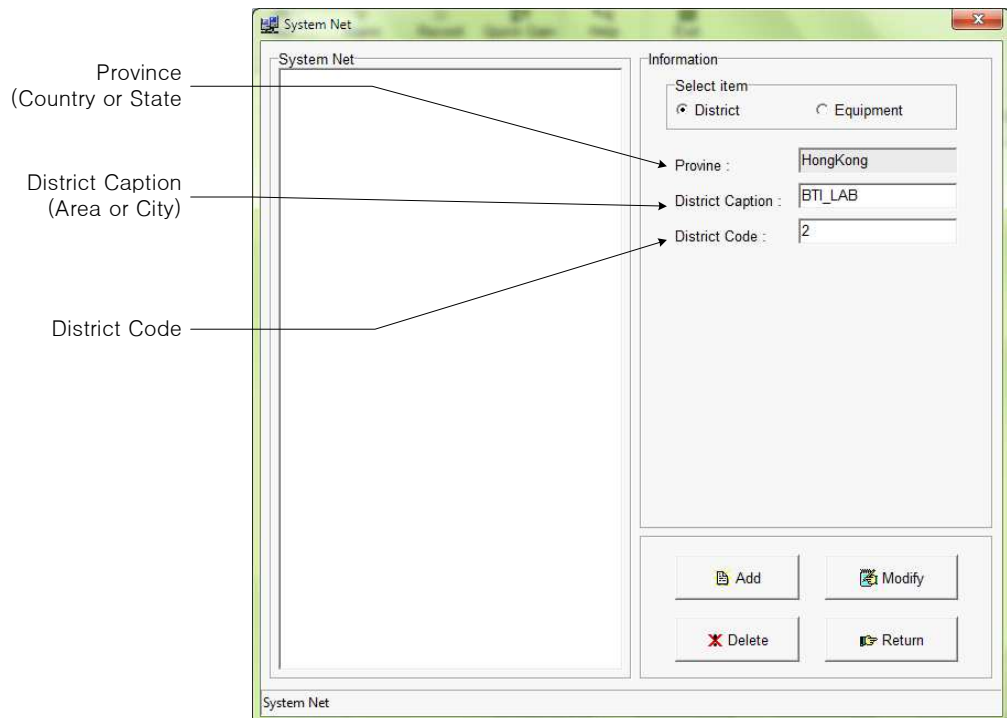 System Net
System Net
Province
(Country or State
District Caption
(Area or City)
District Code
Information
Select item
District
Equipment
Provine :
HongKong
District Caption :
BTI_LAB
District Code :
2
Add
Modify
Delete
Return
System Net